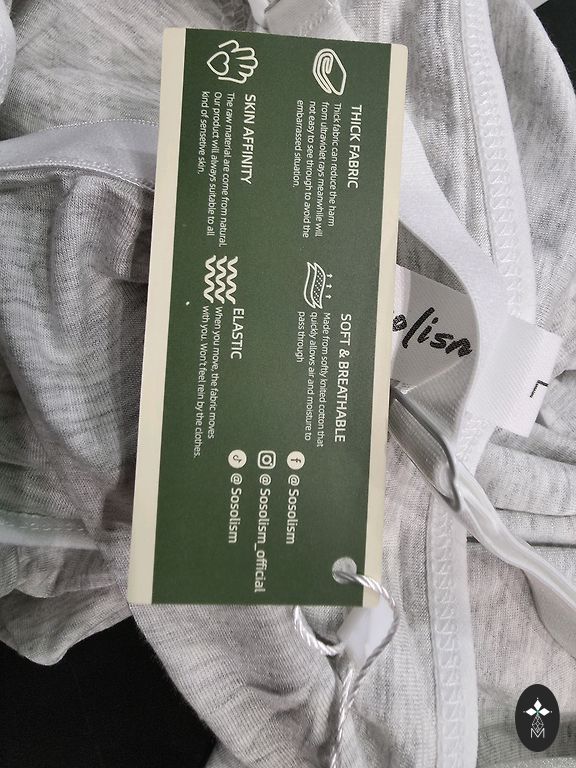 THICK FABRIC
Thick fabric can reduce the harm
from ultraviolet rays meanwhile will
not easy to see through to avoid the
embarrassed situation.
SKIN AFFINITY
The raw material are come from natural.
Our product will always suitable to all
kind of sensetive skin.
SOFT & BREATHABLE
Made from softly knited cotton that
quickly allows air and moisture to
pass through
ELASTIC
When you move, the fabric moves
with you. Won't feel rein by the clothes.
@ Sosolism
@ Sosolism_official
@ Sosolism
olism
L
M